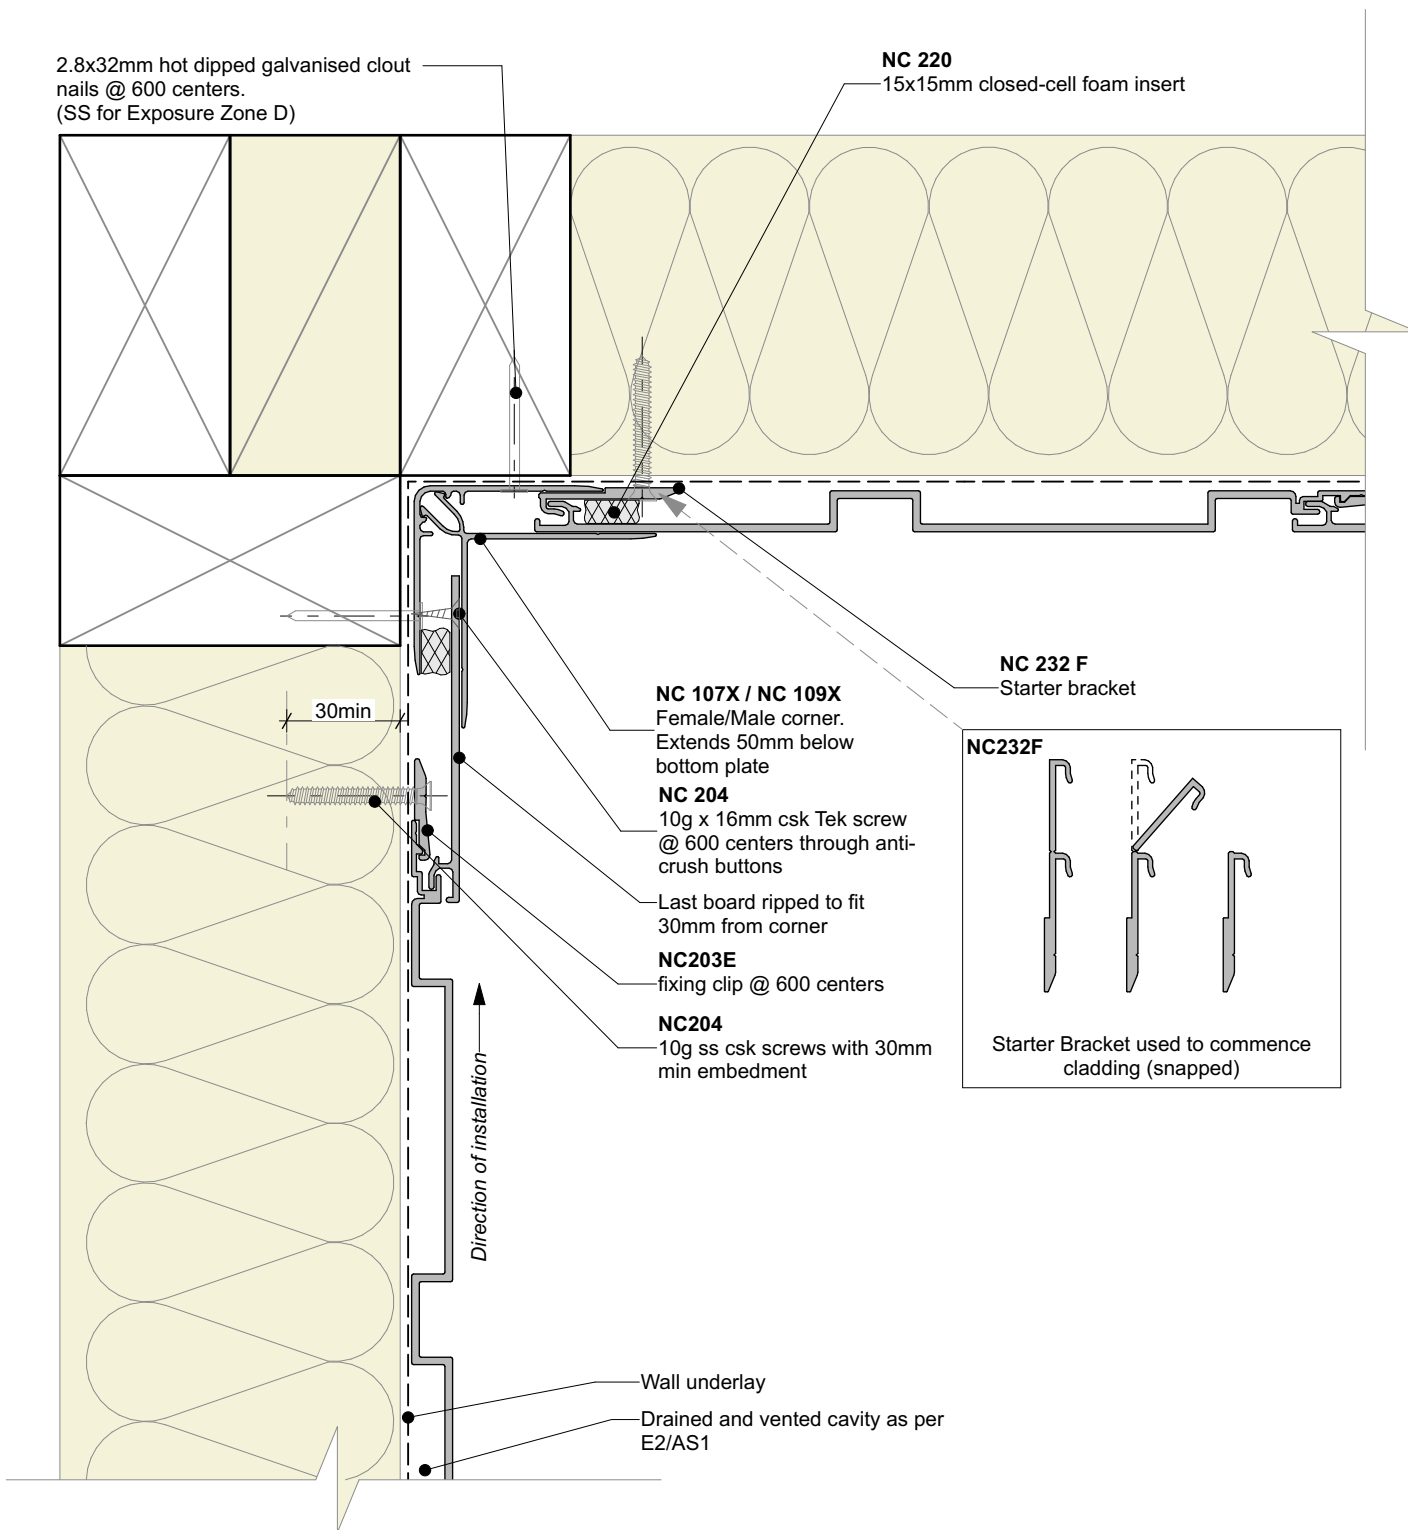 2.8x32mm hot dipped galvanised clout
nails @ 600 centers.
(SS for Exposure Zone D)
NC 220
15x15mm closed-cell foam insert
NC 232 F
Starter bracket
30min
NC 107X / NC 109X
Female/Male corner.
Extends 50mm below
bottom plate
NC 204
10g x 16mm csk Tek screw
@ 600 centers through anti-
crush buttons
Last board ripped to fit
30mm from corner
NC203E
fixing clip @ 600 centers
NC204
10g ss csk screws with 30mm
min embedment
NC232F
Starter Bracket used to commence
cladding (snapped)
Direction of installation
Wall underlay
Drained and vented cavity as per
E2/AS1